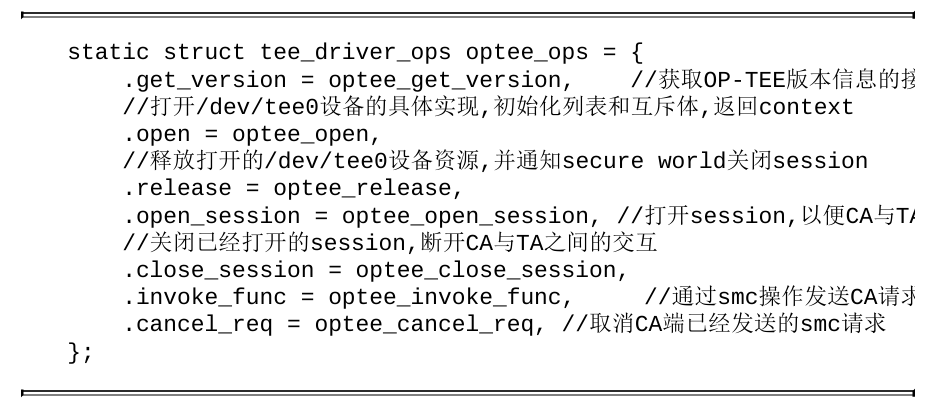 static struct tee_driver_ops optee_ops = {
    .get_version = optee_get_version,    //获取OP-TEE版本信息的接
    //打开/dev/tee0设备的具体实现,初始化列表和互斥体,返回context
    .open = optee_open,
    //释放打开的/dev/tee0设备资源,并通知secure world关闭session
    .release = optee_release,
    .open_session = optee_open_session, //打开session,以便CA与TA
    //关闭已经打开的session,断开CA与TA之间的交互
    .close_session = optee_close_session,
    .invoke_func = optee_invoke_func,     //通过smc操作发送CA请求
    .cancel_req = optee_cancel_req, //取消CA端已经发送的smc请求
};